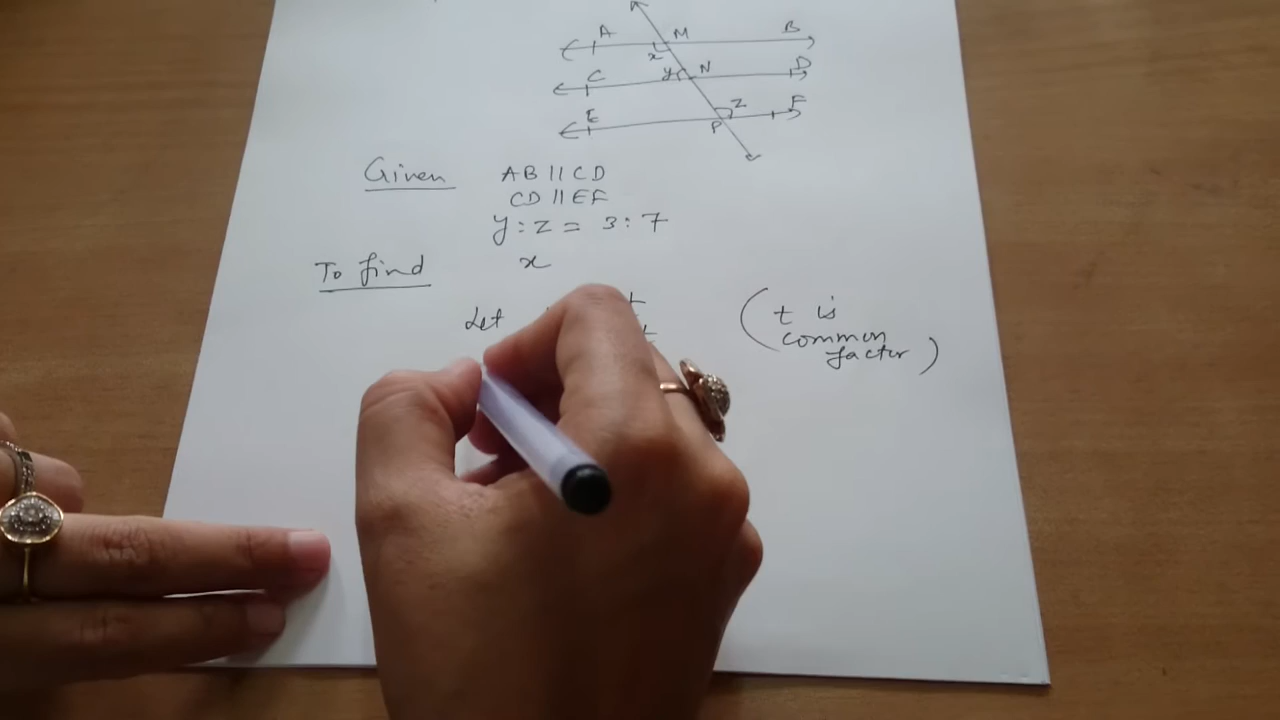 A M B
x
C y N D
E P Z F
Given AB || CD
CD || EF
y : z = 3 : 7
To find x
Let (t is
common
factor)